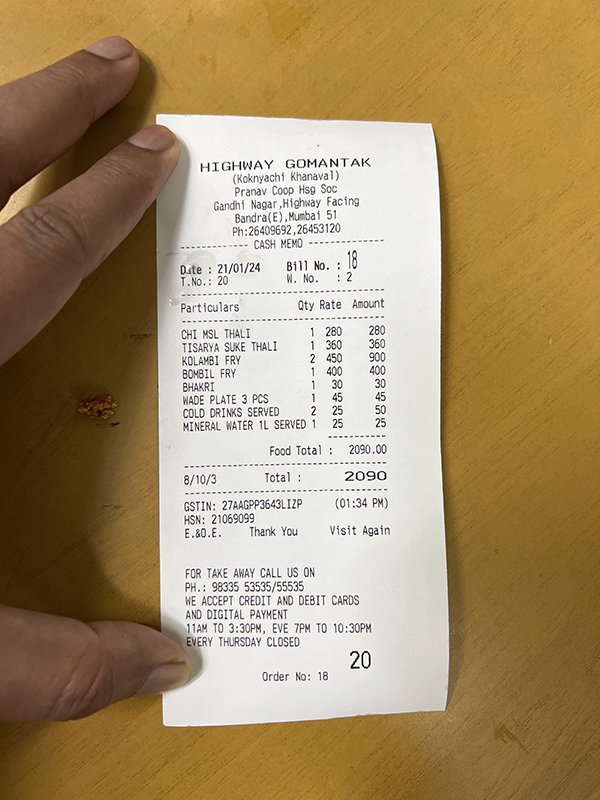 HIGHWAY GOMANTAK
(Koknyachi Khanaval)
Pranav Coop Hsg Soc
Gandhi Nagar,Highway Facing
Bandra(E),Mumbai 51
Ph:26409692,26453120
CASH MEMO
Date : 21/01/24 Bill No. : 18
T.No.: 20 W. No. : 2
Particulars Qty Rate Amount
CHI MSL THALI 1 280 280
TISARYA SUKE THALI 1 360 360
KOLAMBI FRY 2 450 900
BOMBIL FRY 1 400 400
BHAKRI 1 30 30
WADE PLATE 3 PCS 1 45 45
COLD DRINKS SERVED 2 25 50
MINERAL WATER 1L SERVED 1 25 25
Food Total : 2090.00
8/10/3 Total : 2090
GSTIN: 27AAGPP3643LIZP (01:34 PM)
HSN: 21069099
E.&O.E. Thank You Visit Again
FOR TAKE AWAY CALL US ON
PH.: 98335 53535/55535
WE ACCEPT CREDIT AND DEBIT CARDS
AND DIGITAL PAYMENT
11AM TO 3:30PM, EVE 7PM TO 10:30PM
EVERY THURSDAY CLOSED
20
Order No: 18